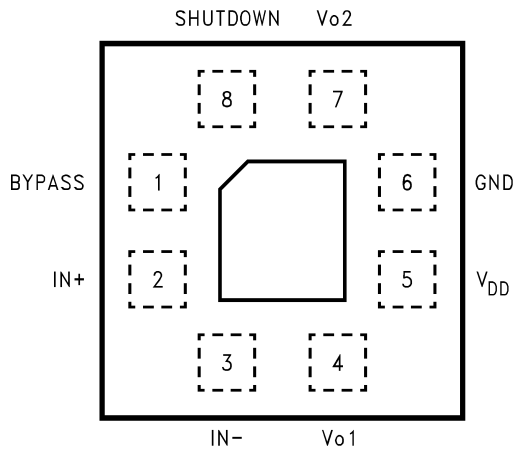 SHUTDOWN Vo2
8 7
BYPASS 1 6 GND
IN+ 2 5 VDD
3 4
IN- Vo1